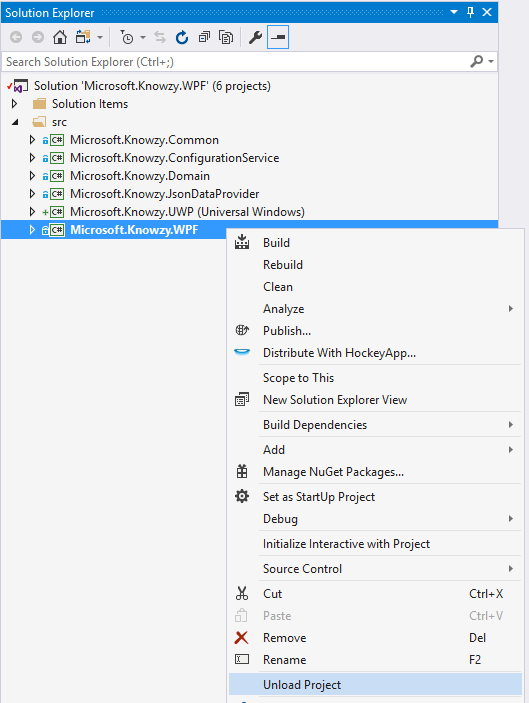 Solution Explorer
Search Solution Explorer (Ctrl+;)
Solution 'Microsoft.Knowzy.WPF' (6 projects)
Solution Items
src
C# Microsoft.Knowzy.Common
C# Microsoft.Knowzy.ConfigurationService
C# Microsoft.Knowzy.Domain
C# Microsoft.Knowzy.JsonDataProvider
C# Microsoft.Knowzy.UWP (Universal Windows)
C# Microsoft.Knowzy.WPF
Build
Rebuild
Clean
Analyze
Publish...
Distribute With HockeyApp...
Scope to This
New Solution Explorer View
Build Dependencies
Add
Manage NuGet Packages...
Set as StartUp Project
Debug
Initialize Interactive with Project
Source Control
Cut Ctrl+X
Paste Ctrl+V
Remove Del
Rename F2
Unload Project